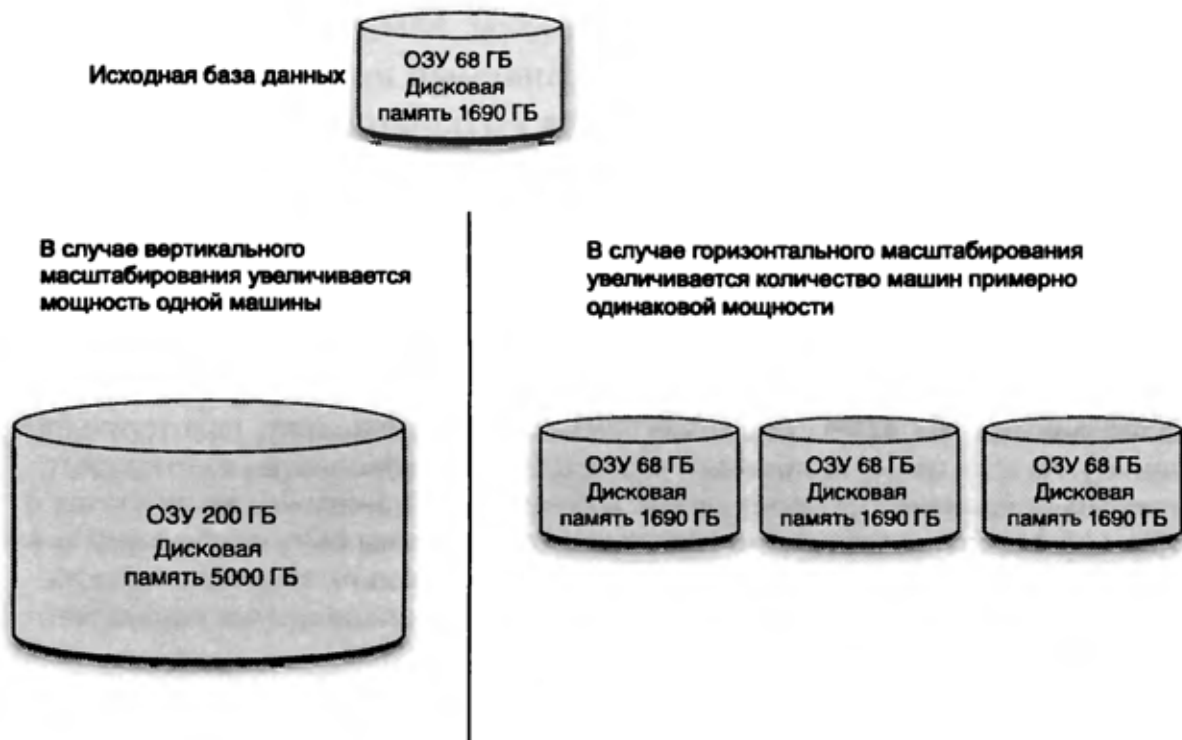 Исходная база данных
ОЗУ 68 ГБ
Дисковая
память 1690 ГБ
В случае вертикального
масштабирования увеличивается
мощность одной машины
В случае горизонтального масштабирования
увеличивается количество машин примерно
одинаковой мощности
ОЗУ 200 ГБ
Дисковая
память 5000 ГБ
ОЗУ 68 ГБ
Дисковая
память 1690 ГБ
ОЗУ 68 ГБ
Дисковая
память 1690 ГБ
ОЗУ 68 ГБ
Дисковая
память 1690 ГБ